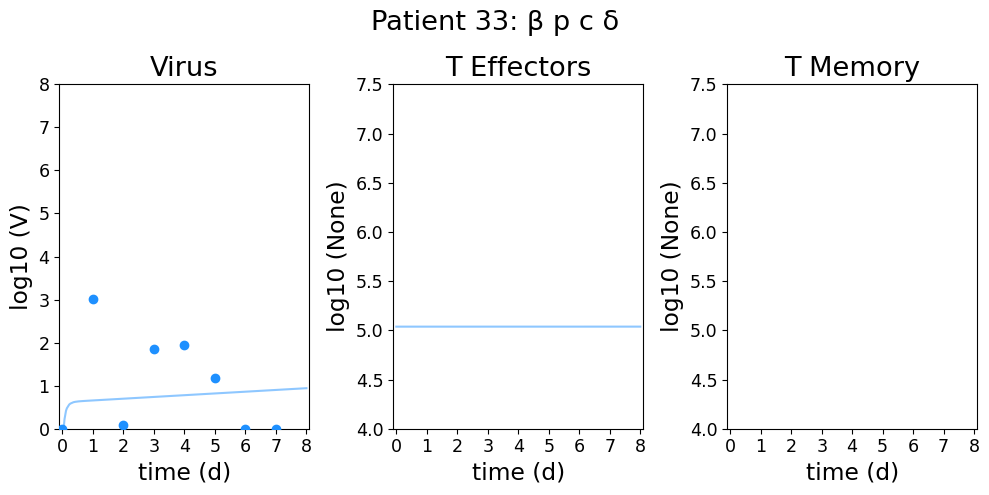 Patient 33: β p c δ
Virus
T Effectors
T Memory
log10 (V)
8
7
6
5
4
3
2
1
0
0 1 2 3 4 5 6 7 8
time (d)
log10 (None)
7.5
7.0
6.5
6.0
5.5
5.0
4.5
4.0
0 1 2 3 4 5 6 7 8
time (d)
log10 (None)
7.5
7.0
6.5
6.0
5.5
5.0
4.5
4.0
0 1 2 3 4 5 6 7 8
time (d)